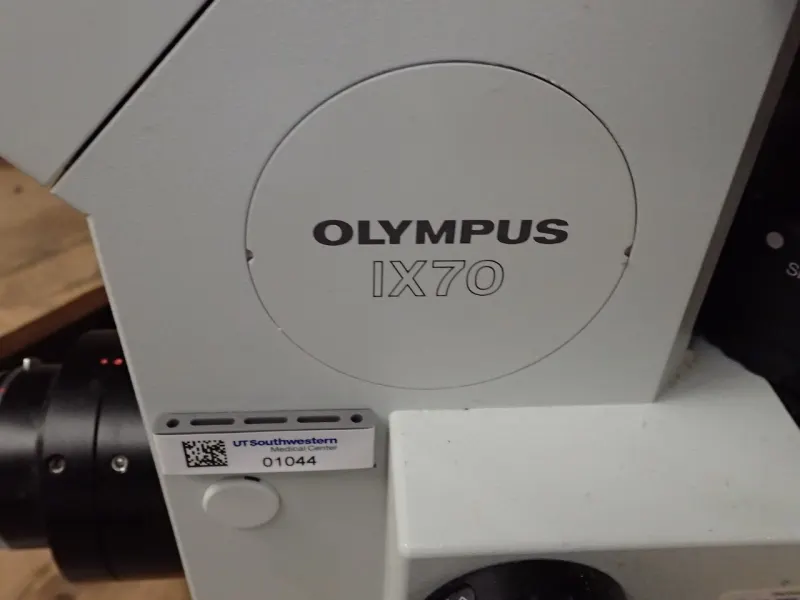 OLYMPUS
IX70
UTSouthwestern
Medical Center
01044